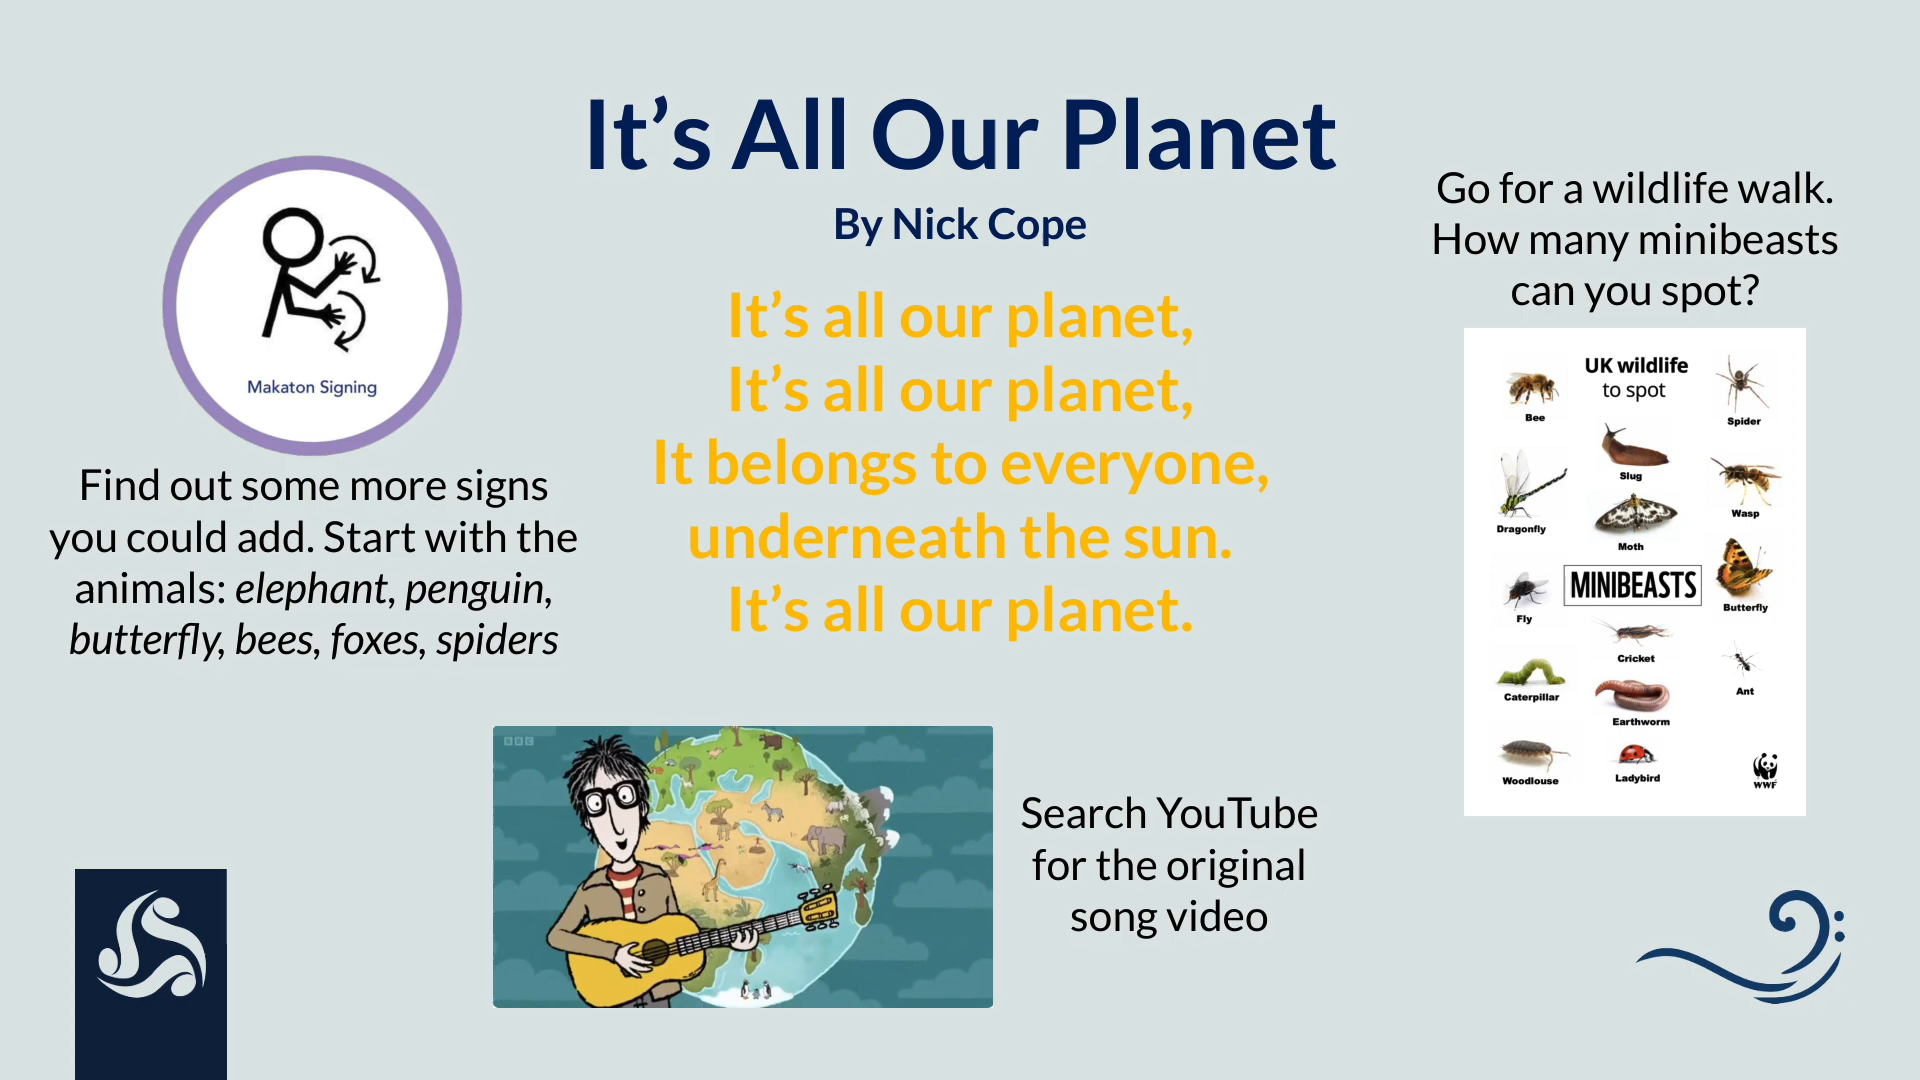 It's All Our Planet
By Nick Cope
It's all our planet,
It's all our planet,
It belongs to everyone,
underneath the sun.
It's all our planet.
Makaton Signing
Find out some more signs
you could add. Start with the
animals: elephant, penguin,
butterfly, bees, foxes, spiders
Go for a wildlife walk.
How many minibeasts
can you spot?
UK wildlife
to spot
Bee
Spider
Slug
Dragonfly
Wasp
Moth
MINIBEASTS
Butterfly
Fly
Cricket
Caterpillar
Ant
Earthworm
Woodlouse
Ladybird
WWF
BBC
Search YouTube
for the original
song video